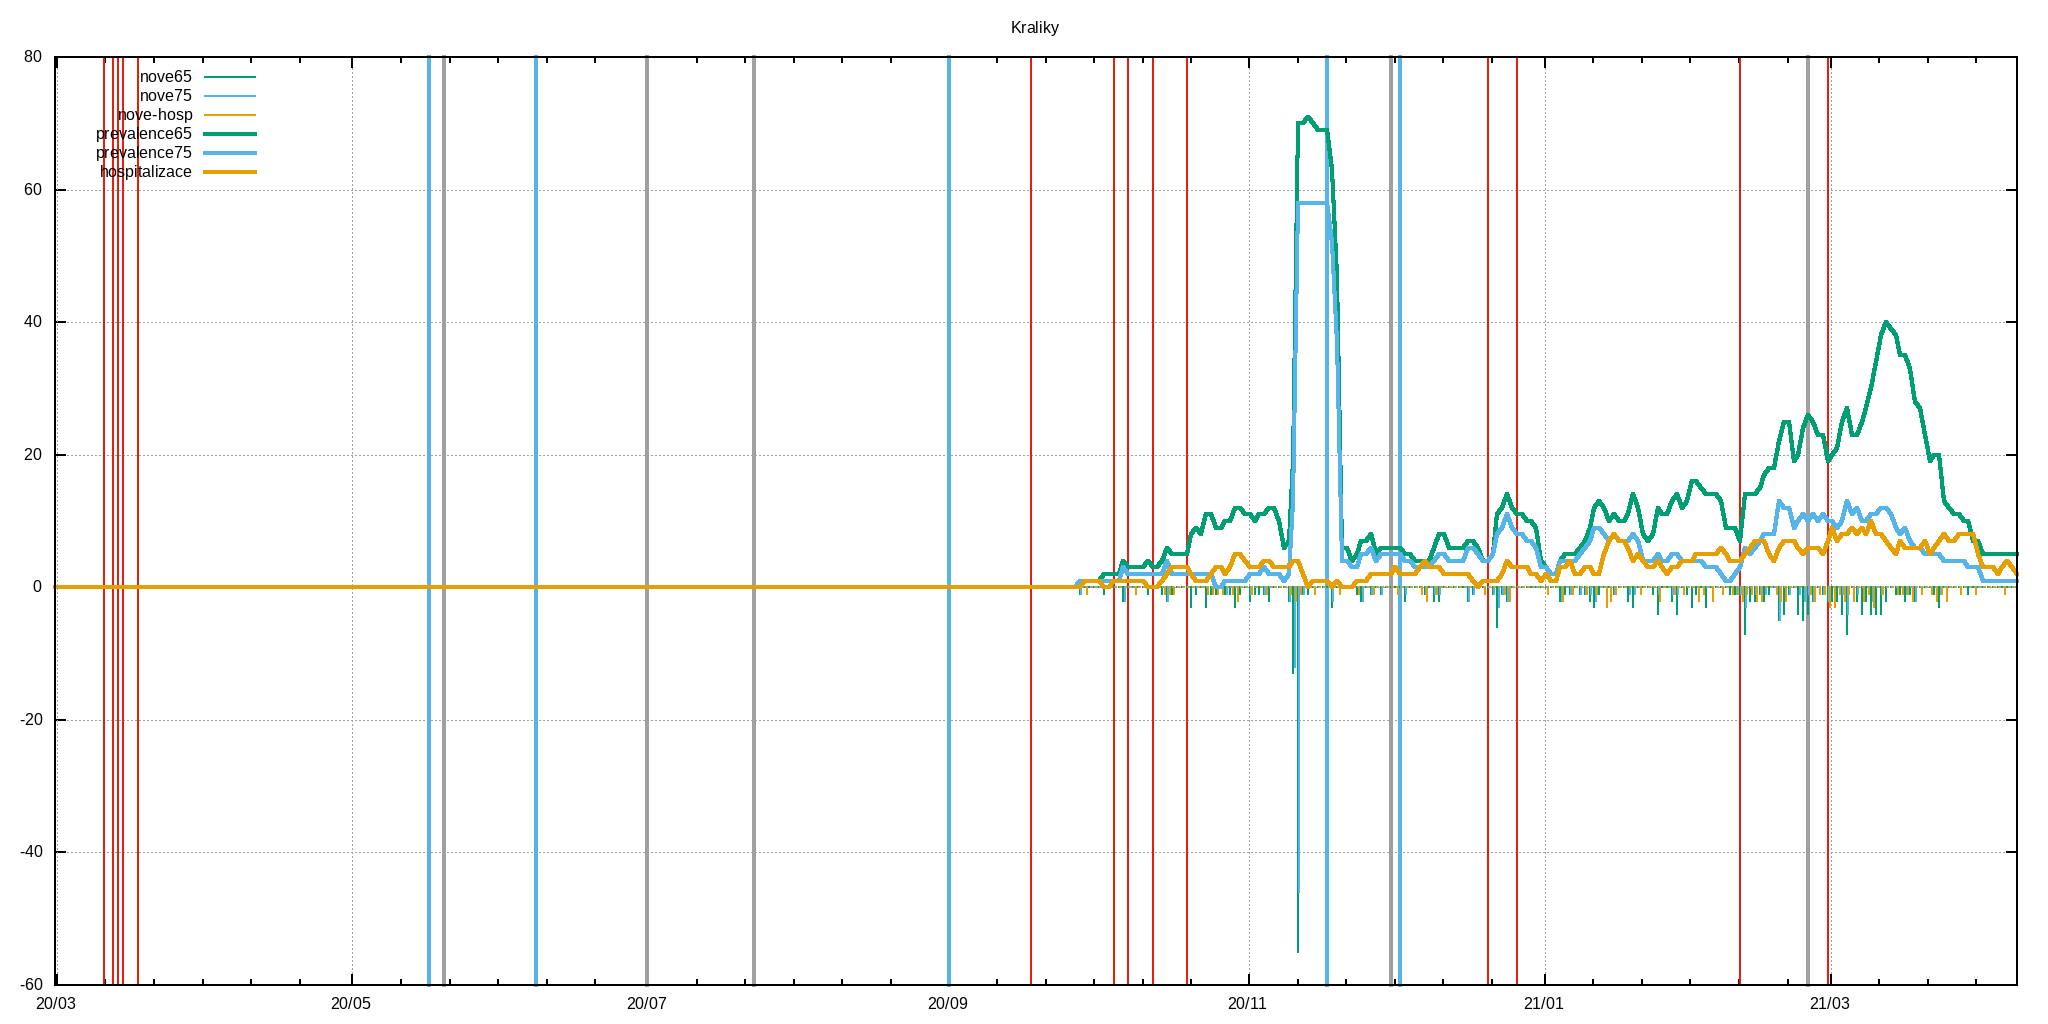 Kraliky
80
nove65
nove75
nove-hosp
prevalence65
prevalence75
hospitalizace
60
40
20
0
-20
-40
-60
20/03 20/05 20/07 20/09 20/11 21/01 21/03